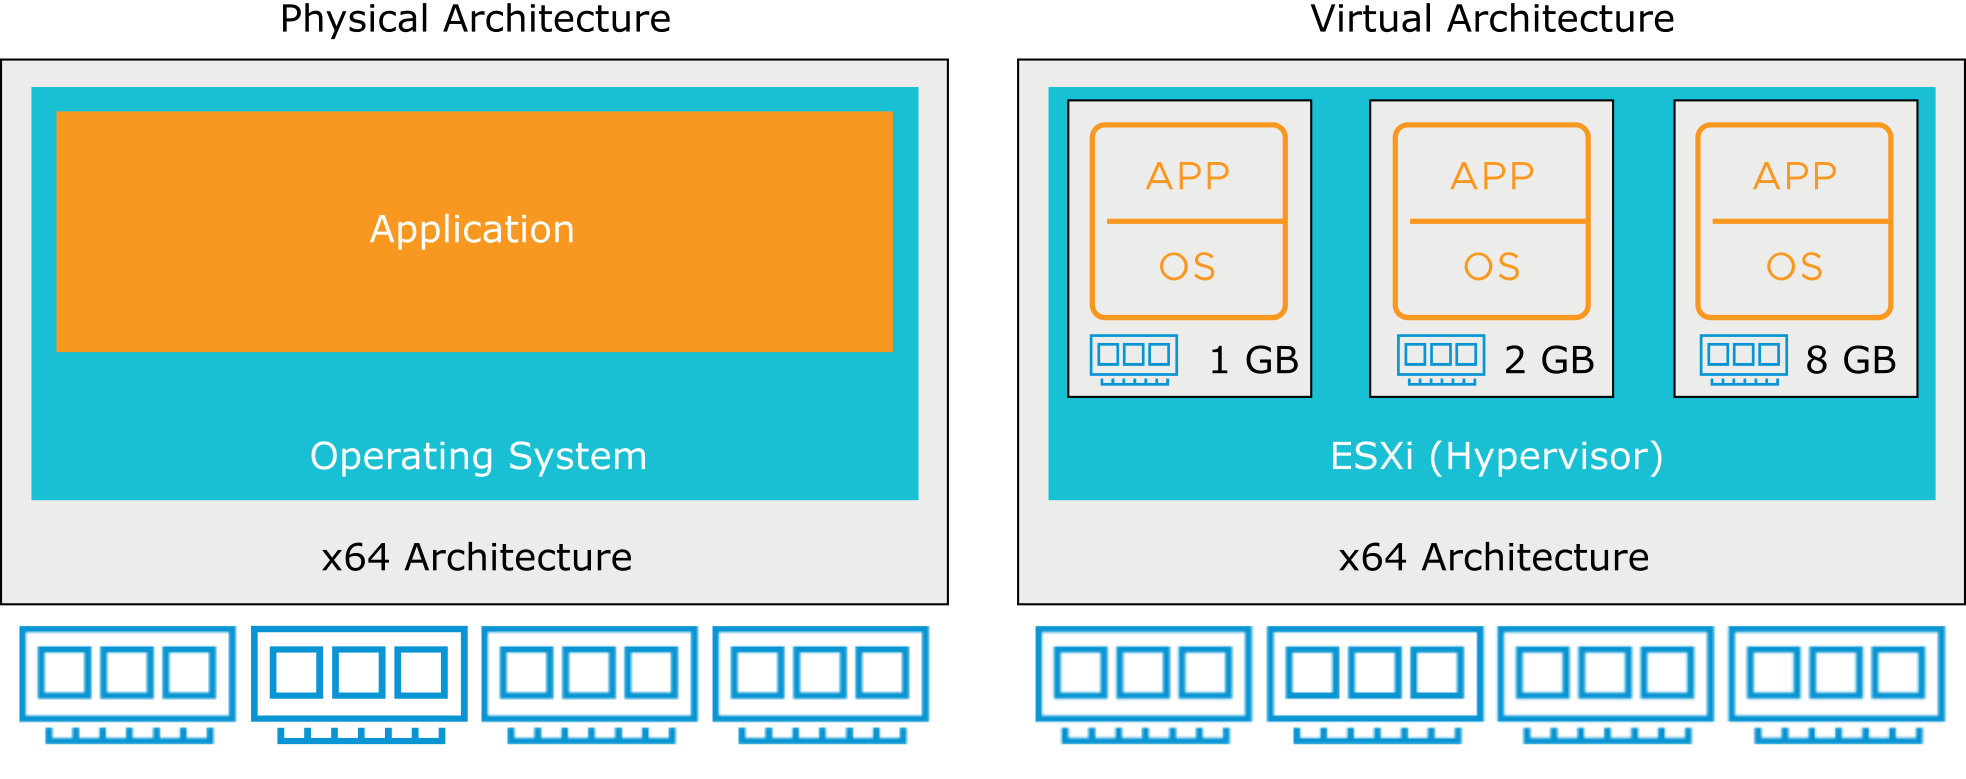 Physical Architecture
Application
Operating System
x64 Architecture
Virtual Architecture
APP
OS
1 GB
APP
OS
2 GB
APP
OS
8 GB
ESXi (Hypervisor)
x64 Architecture